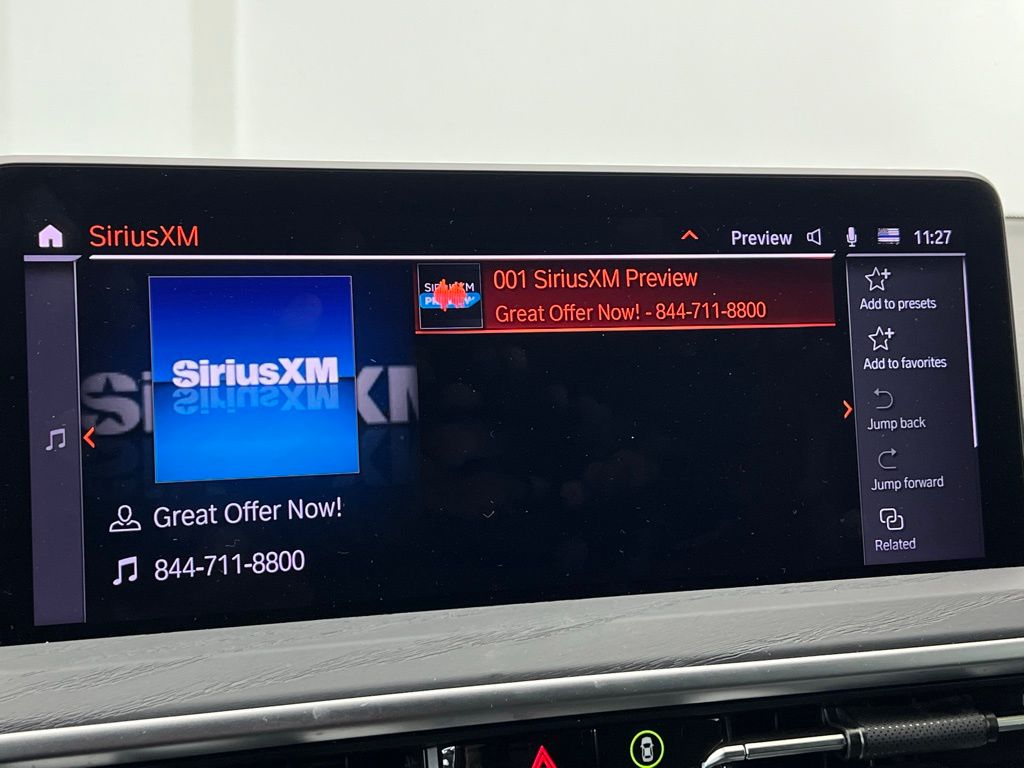 SiriusXM
Preview
11:27
SiriusXM
001 SiriusXM Preview
Great Offer Now! - 844-711-8800
Great Offer Now!
844-711-8800
Add to presets
Add to favorites
Jump back
Jump forward
Related